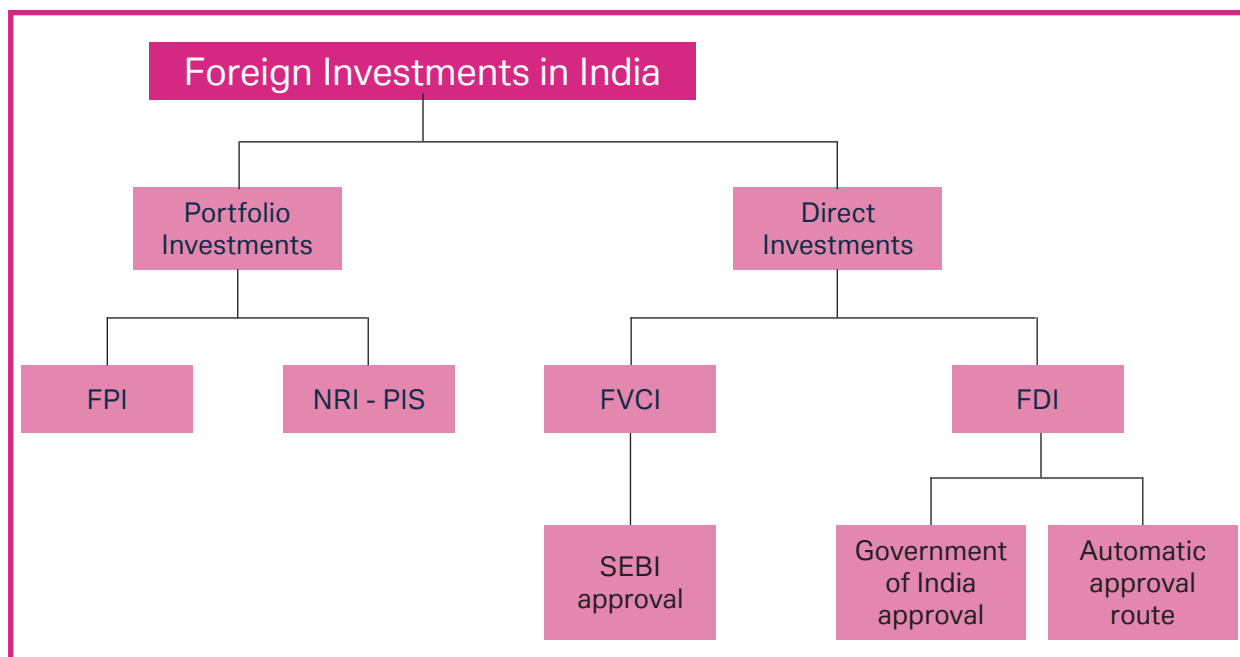 Foreign Investments in India
Portfolio
Investments
Direct
Investments
FPI
NRI - PIS
FVCI
FDI
SEBI
approval
Government
of India
approval
Automatic
approval
route